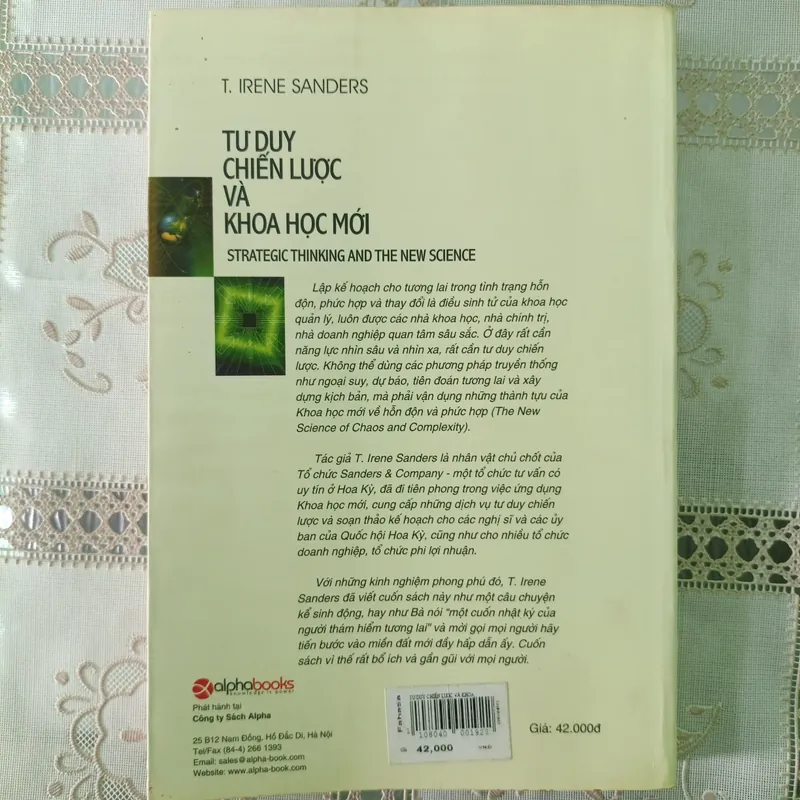 T. IRENE SANDERS
TƯ DUY
CHIẾN LƯỢC
VÀ
KHOA HỌC MỚI
STRATEGIC THINKING AND THE NEW SCIENCE
Lập kế hoạch cho tương lai trong tình trạng hỗn
độn, phức hợp và thay đổi là điều sinh tử của khoa học
quản lý, luôn được các nhà khoa học, nhà chính trị,
nhà doanh nghiệp quan tâm sâu sắc. Ở đây rất cần
năng lực nhìn sâu và nhìn xa, rất cần tư duy chiến
lược. Không thể dùng các phương pháp truyền thống
như ngoại suy, dự báo, tiên đoán tương lai và xây
dựng kịch bản, mà phải vận dụng những thành tựu của
Khoa học mới về hỗn độn và phức hợp (The New
Science of Chaos and Complexity).
Tác giả T. Irene Sanders là nhân vật chủ chốt của
Tổ chức Sanders & Company - một tổ chức tư vấn có
uy tín ở Hoa Kỳ, đã đi tiên phong trong việc ứng dụng
Khoa học mới, cung cấp những dịch vụ tư duy chiến
lược và soạn thảo kế hoạch cho các nghị sĩ và các ủy
ban của Quốc hội Hoa Kỳ, cũng như cho nhiều tổ chức
doanh nghiệp, tổ chức phi lợi nhuận.
Với những kinh nghiệm phong phú đó, T. Irene
Sanders đã viết cuốn sách này như một câu chuyện
kể sinh động, hay như Bà nói "một cuốn nhật ký của
người thám hiểm tương lai" và mời gọi mọi người hãy
tiến bước vào miền đất mới đầy hấp dẫn ấy. Cuốn
sách vì thế rất bổ ích và gần gũi với mọi người.
alphabooks
knowledge is power
Phát hành tại
Công ty Sách Alpha
25 B12 Nam Đồng, Hồ Đắc Di, Hà Nội
Tel/Fax (84-4) 266 1393
Email: sales@alpha-book.com
Website: www.alpha-book.com
Fahasa
TƯ DUY CHIẾN LƯỢC VÀ KHOA
1 108040 001923
Giá 42,000 VNĐ
Giá: 42.000đ